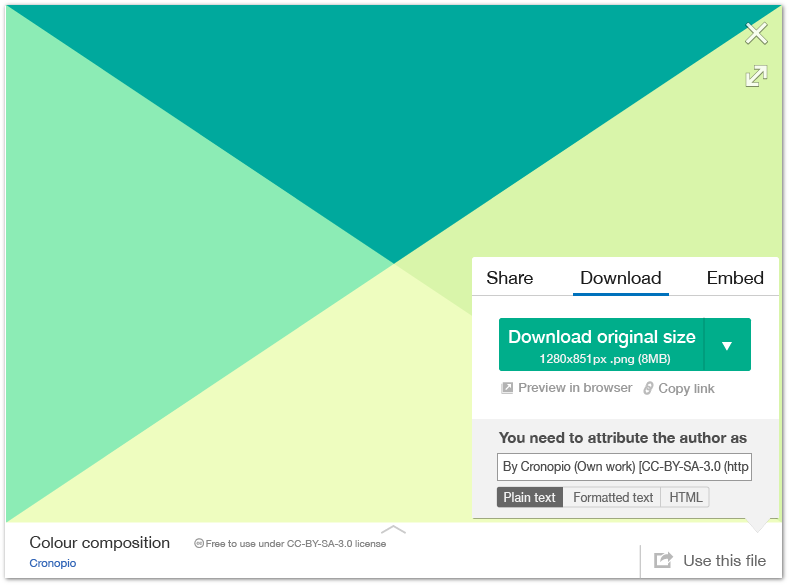 Share Download Embed
Download original size
1280x851px .png (8MB)
Preview in browser Copy link
You need to attribute the author as
By Cronopio (Own work) [CC-BY-SA-3.0 (http
Plain text Formatted text HTML
Colour composition Free to use under CC-BY-SA-3.0 license
Cronopio
Use this file